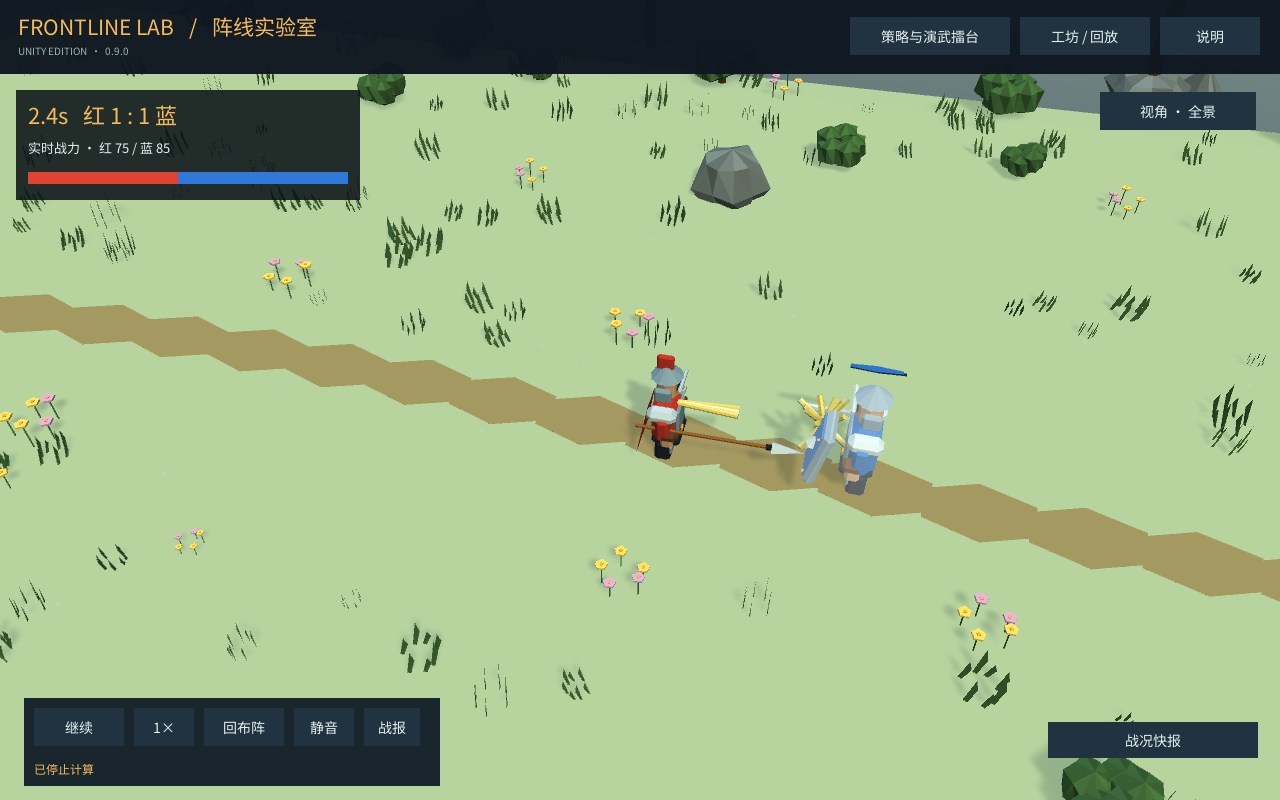 FRONTLINE LAB / 阵线实验室
UNITY EDITION · 0.9.0
策略与演武擂台
工坊 / 回放
说明
2.4s 红 1 : 1 蓝
实时战力 · 红 75 / 蓝 85
视角 · 全景
继续
1×
回布阵
静音
战报
已停止计算
战况快报